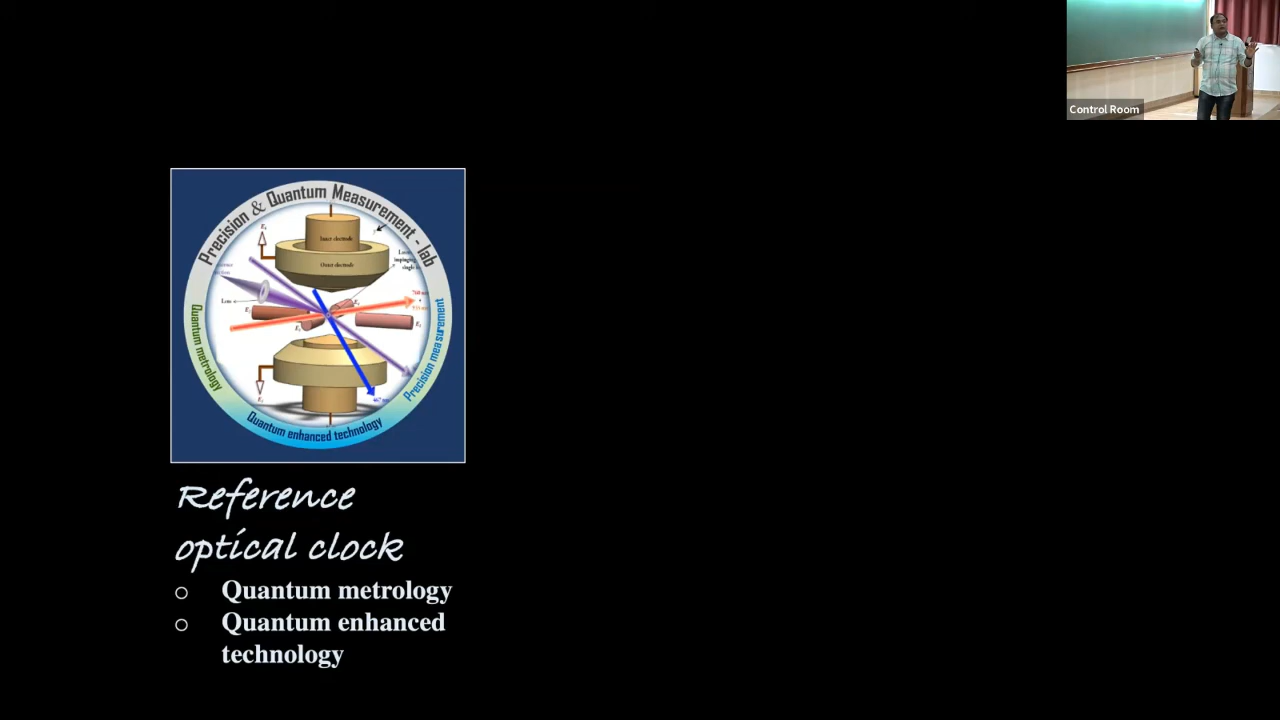 Control Room
Precision & Quantum Measurement - lab
Inner electrode
Outer electrode
Lens
Quantum metrology
Precision measurement
Quantum enhanced technology
Reference
optical clock
Quantum metrology
Quantum enhanced
technology